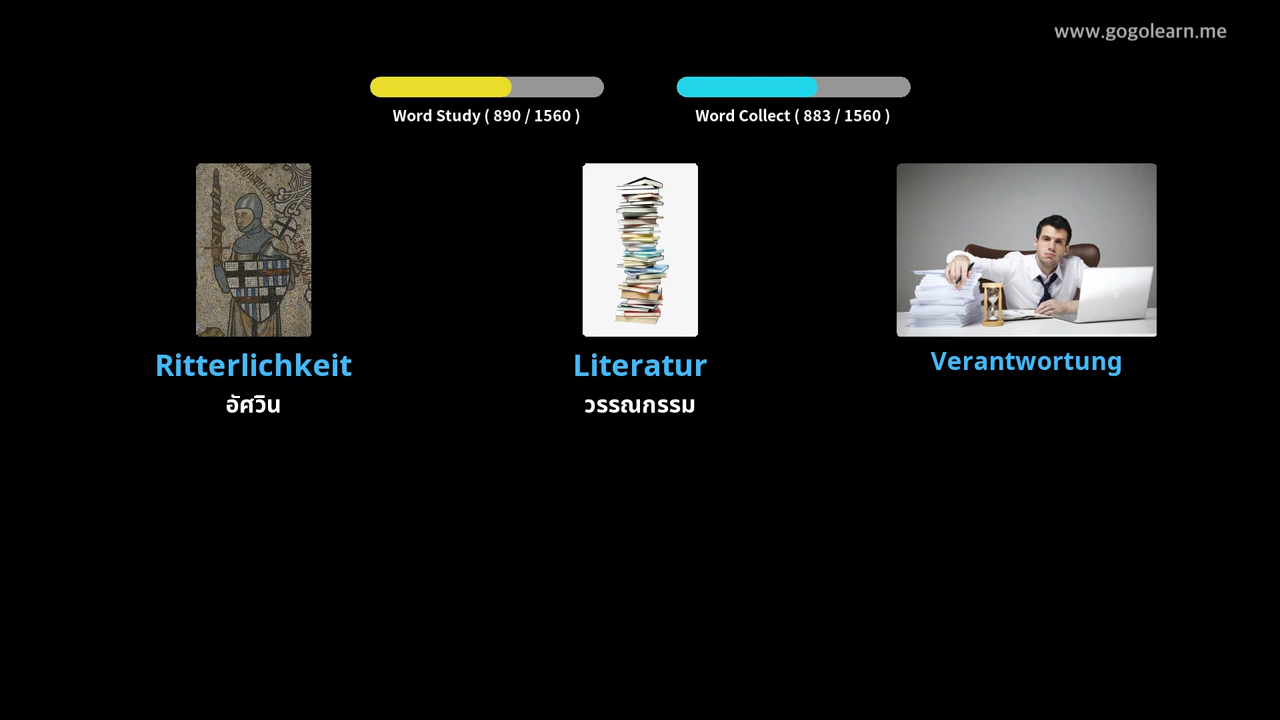 www.gogolearn.me
Word Study ( 890 / 1560 )
Word Collect ( 883 / 1560 )
Ritterlichkeit
Literatur
Verantwortung
อัศวิน
วรรณกรรม